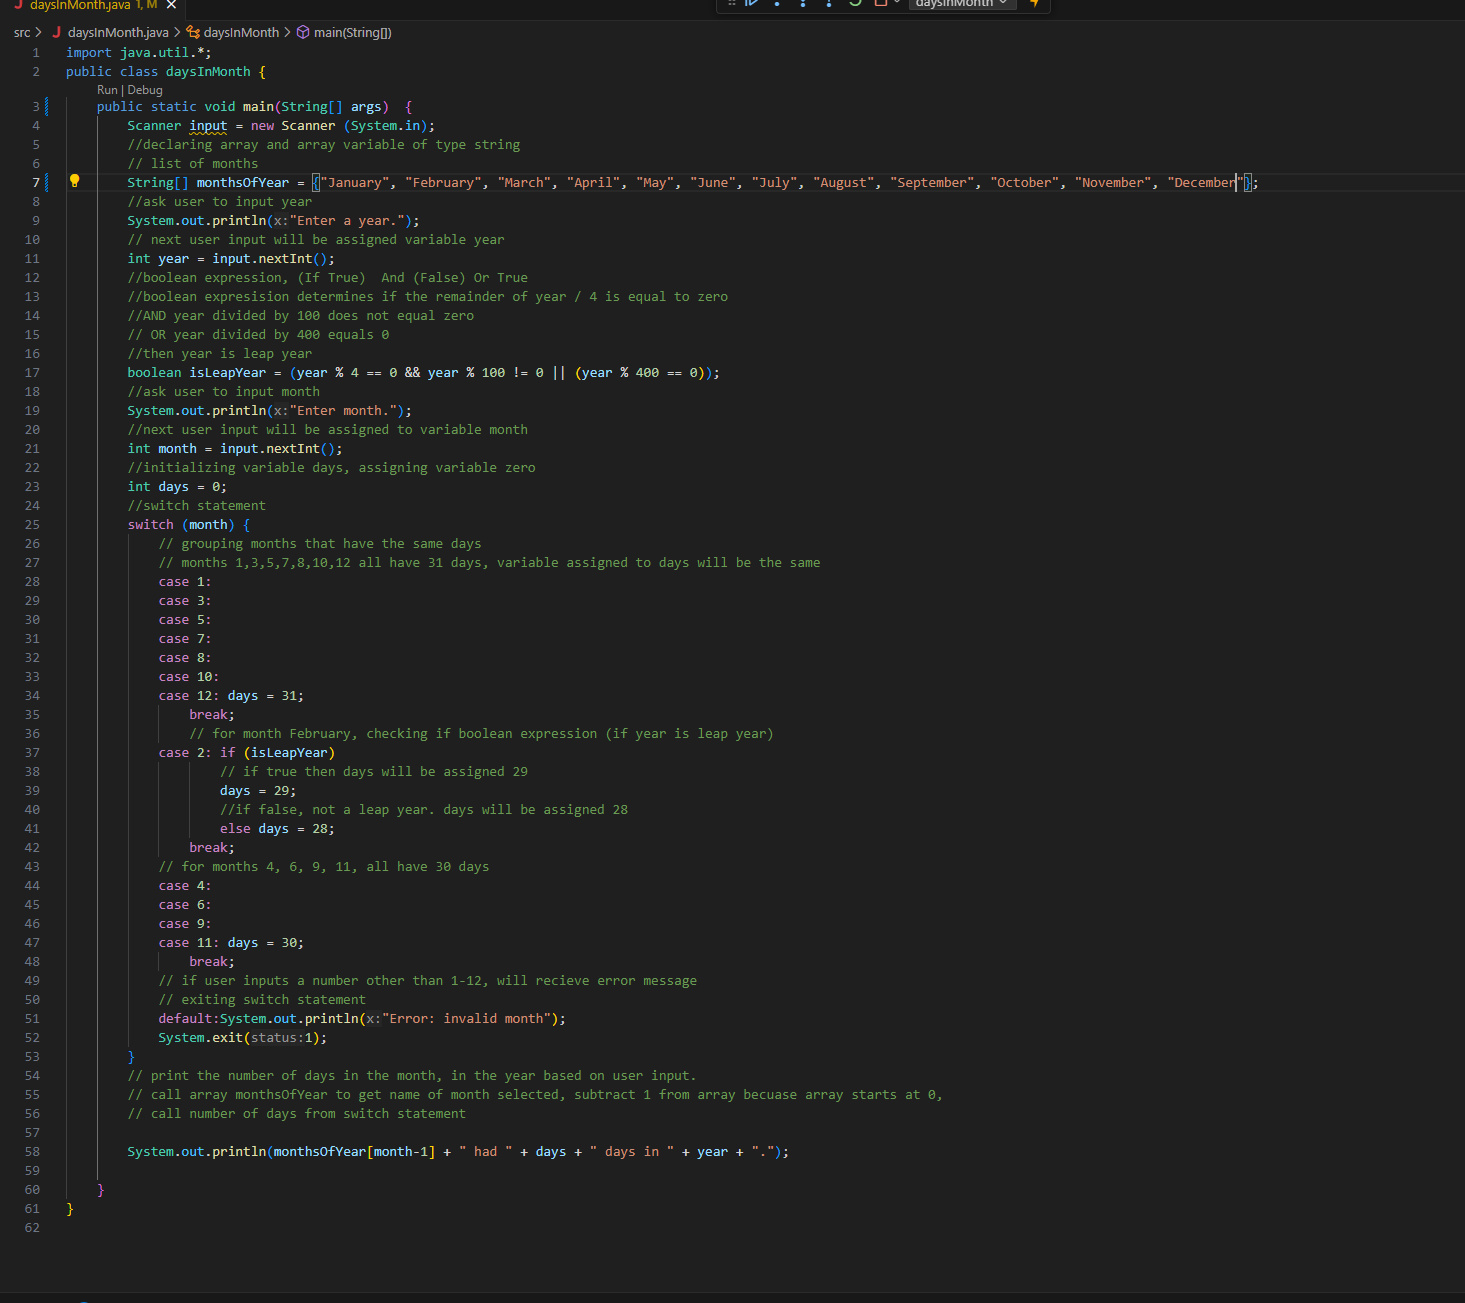 J daysInMonth.java 1, M ✕ daysInMonth
src > J daysInMonth.java > daysInMonth > main(String[])
1 import java.util.*;
2 public class daysInMonth {
Run | Debug
3 public static void main(String[] args)  {
4 Scanner input = new Scanner (System.in);
5 //declaring array and array variable of type string
6 // list of months
7 String[] monthsOfYear = {"January", "February", "March", "April", "May", "June", "July", "August", "September", "October", "November", "December"};
8 //ask user to input year
9 System.out.println(x:"Enter a year.");
10 // next user input will be assigned variable year
11 int year = input.nextInt();
12 //boolean expression, (If True)  And (False) Or True
13 //boolean expresision determines if the remainder of year / 4 is equal to zero
14 //AND year divided by 100 does not equal zero
15 // OR year divided by 400 equals 0
16 //then year is leap year
17 boolean isLeapYear = (year % 4 == 0 && year % 100 != 0 || (year % 400 == 0));
18 //ask user to input month
19 System.out.println(x:"Enter month.");
20 //next user input will be assigned to variable month
21 int month = input.nextInt();
22 //initializing variable days, assigning variable zero
23 int days = 0;
24 //switch statement
25 switch (month) {
26 // grouping months that have the same days
27 // months 1,3,5,7,8,10,12 all have 31 days, variable assigned to days will be the same
28 case 1:
29 case 3:
30 case 5:
31 case 7:
32 case 8:
33 case 10:
34 case 12: days = 31;
35 break;
36 // for month February, checking if boolean expression (if year is leap year)
37 case 2: if (isLeapYear)
38 // if true then days will be assigned 29
39 days = 29;
40 //if false, not a leap year. days will be assigned 28
41 else days = 28;
42 break;
43 // for months 4, 6, 9, 11, all have 30 days
44 case 4:
45 case 6:
46 case 9:
47 case 11: days = 30;
48 break;
49 // if user inputs a number other than 1-12, will recieve error message
50 // exiting switch statement
51 default:System.out.println(x:"Error: invalid month");
52 System.exit(status:1);
53 }
54 // print the number of days in the month, in the year based on user input.
55 // call array monthsOfYear to get name of month selected, subtract 1 from array becuase array starts at 0,
56 // call number of days from switch statement
57
58 System.out.println(monthsOfYear[month-1] + " had " + days + " days in " + year + ".");
59
60 }
61 }
62